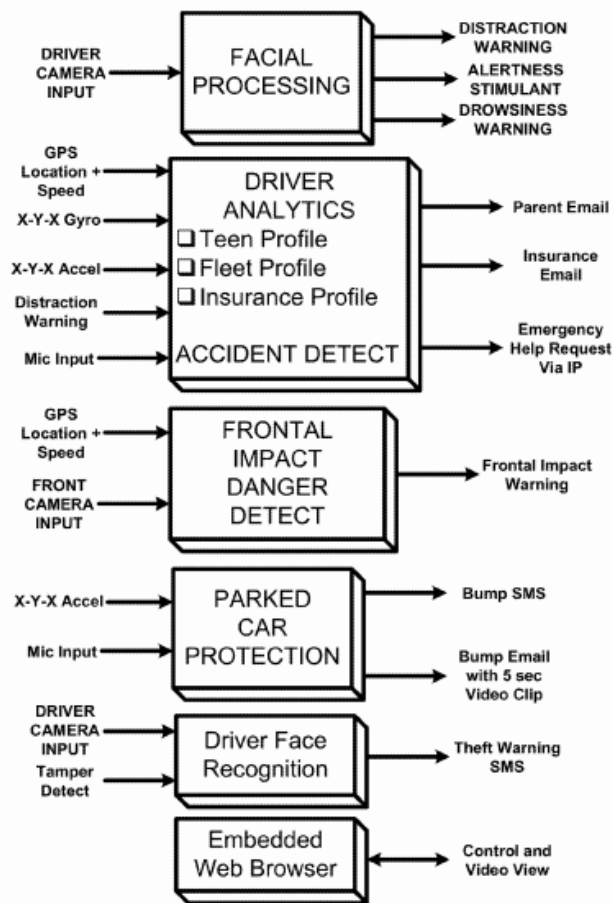 DRIVER
CAMERA
INPUT
FACIAL
PROCESSING
DISTRACTION
WARNING
ALERTNESS
STIMULANT
DROWSINESS
WARNING
GPS
Location +
Speed
X-Y-X Gyro
X-Y-X Accel
Distraction
Warning
Mic Input
DRIVER
ANALYTICS
Teen Profile
Fleet Profile
Insurance Profile
ACCIDENT DETECT
Parent Email
Insurance
Email
Emergency
Help Request
Via IP
GPS
Location +
Speed
FRONT
CAMERA
INPUT
FRONTAL
IMPACT
DANGER
DETECT
Frontal Impact
Warning
X-Y-X Accel
Mic Input
PARKED
CAR
PROTECTION
Bump SMS
Bump Email
with 5 sec
Video Clip
DRIVER
CAMERA
INPUT
Tamper
Detect
Driver Face
Recognition
Theft Warning
SMS
Embedded
Web Browser
Control and
Video View